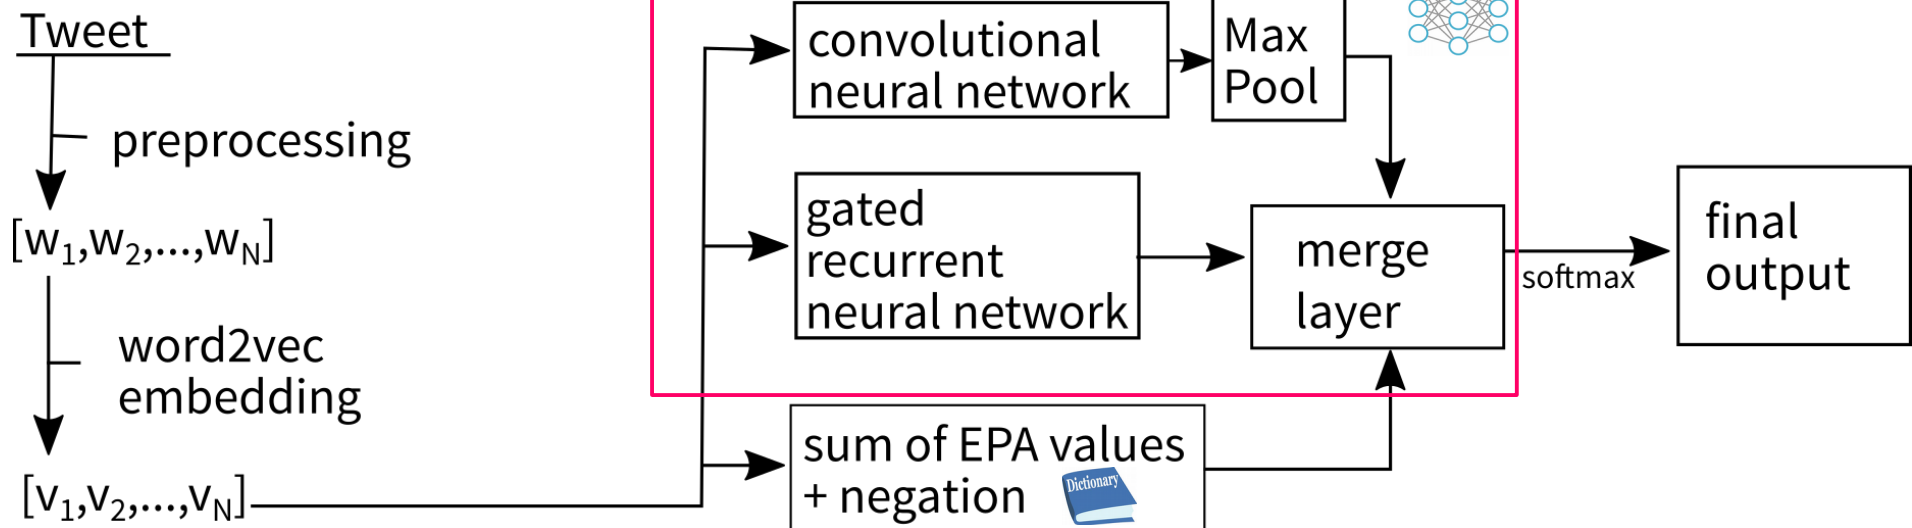 Tweet
preprocessing
[w1,w2,...,wN]
word2vec
embedding
[v1,v2,...,vN]
convolutional
neural network
Max
Pool
gated
recurrent
neural network
merge
layer
softmax
final
output
sum of EPA values
+ negation
Dictionary